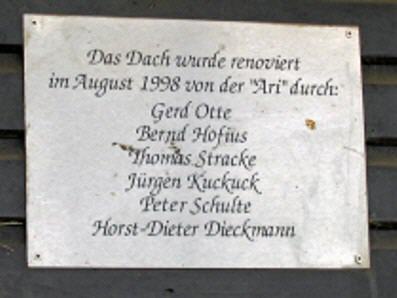 Das Dach wurde renoviert
im August 1998 von der "Ari" durch:
Gerd Otte
Bernd Hofius
Thomas Stracke
Jürgen Kuckuck
Peter Schulte
Horst-Dieter Dieckmann